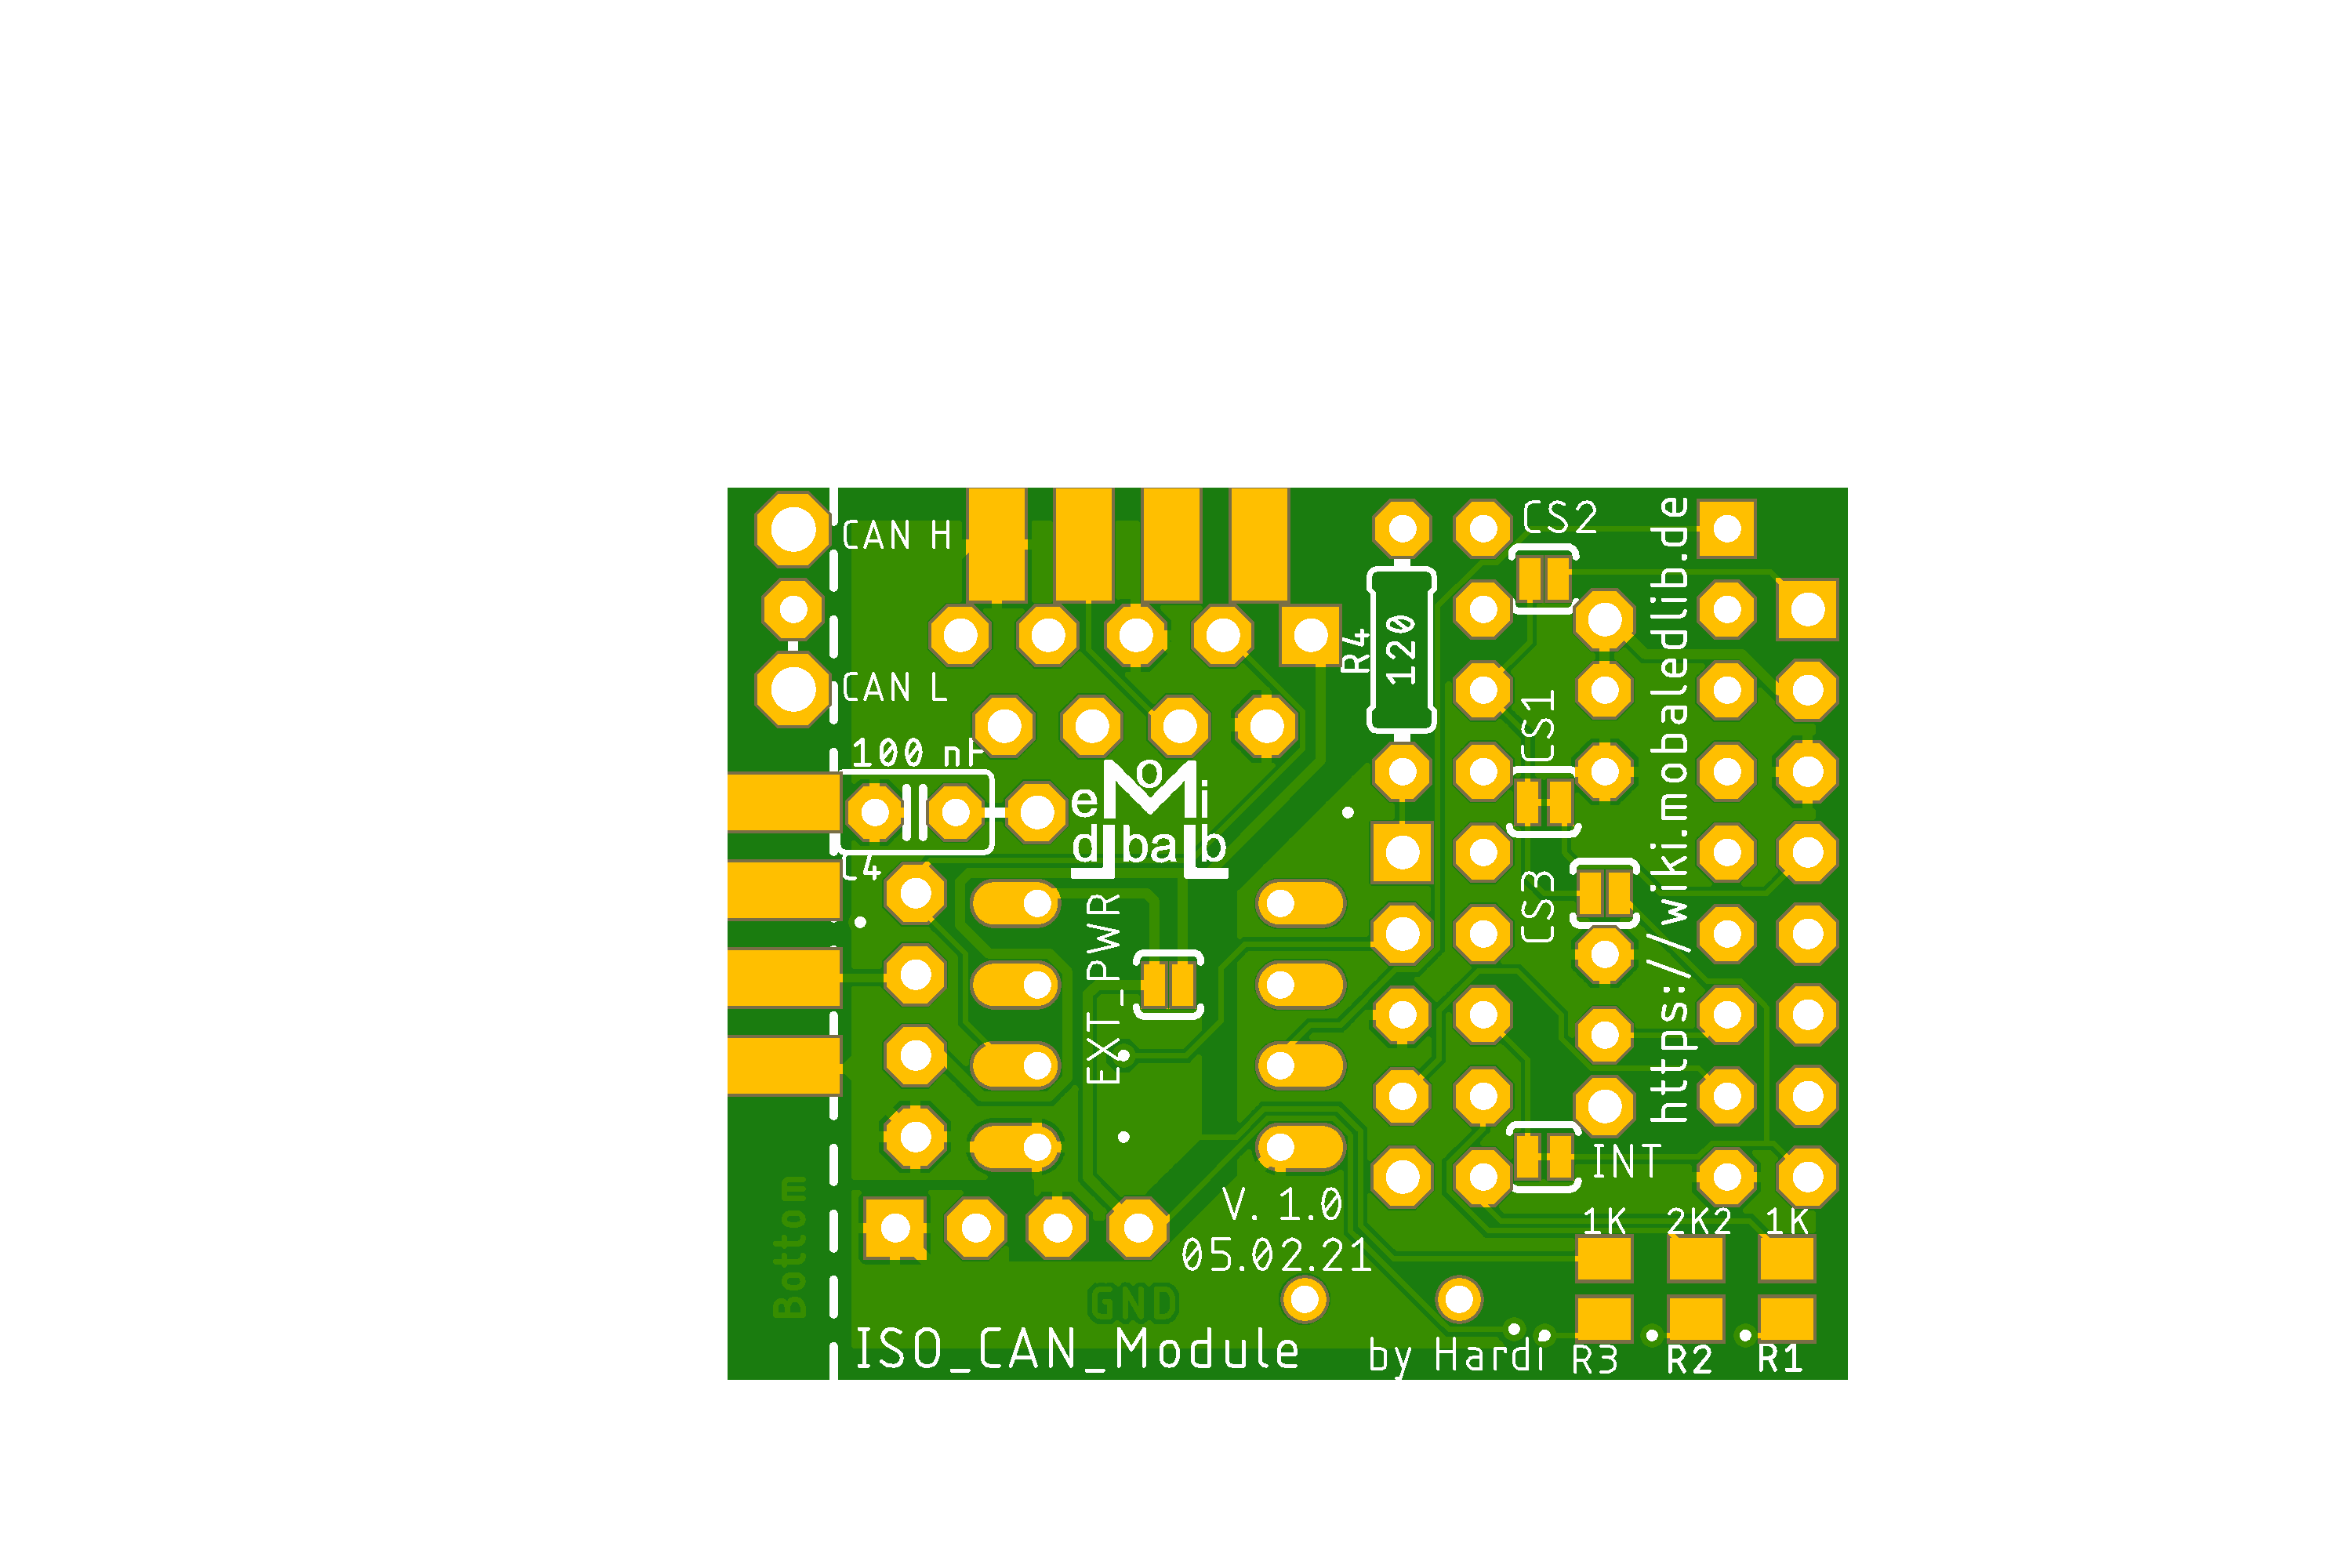 CS2
CAN H
https://wiki.mobaledlib.de
R4
120
CAN L
CS1
100 nF
C4
o
e M i
d ba b
EXT_PWR
CS3
INT
V. 1.0
05.02.21
1K
2K2
1K
Bottom
GND
ISO_CAN_Module
by Hardi
R3
R2
R1